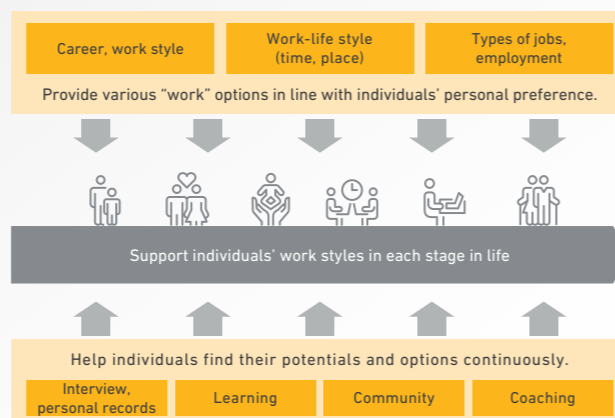 Career, work style
Work-life style
(time, place)
Types of jobs,
employment
Provide various “work” options in line with individuals’ personal preference.
Support individuals’ work styles in each stage in life
Help individuals find their potentials and options continuously.
Interview,
personal records
Learning
Community
Coaching